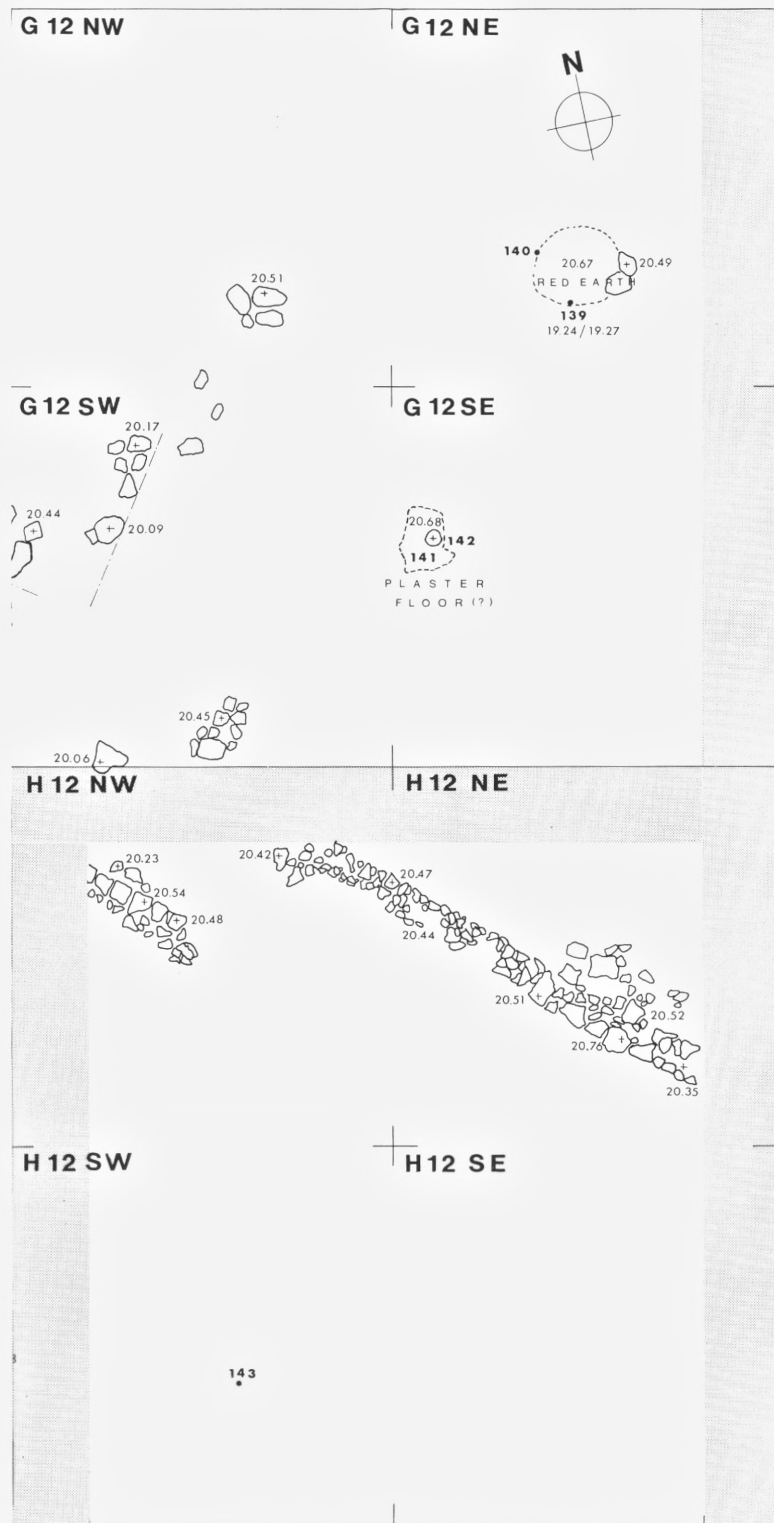 G 12 NW
G 12 NE
N
140
20.67
20.49
RED EARTH
139
19.24 / 19.27
20.51
G 12 SW
G 12 SE
20.17
20.44
20.09
20.68
142
141
PLASTER
FLOOR (?)
20.45
20.06
H 12 NW
H 12 NE
20.23
20.42
20.47
20.54
20.48
20.44
20.51
20.52
20.76
20.35
H 12 SW
H 12 SE
143